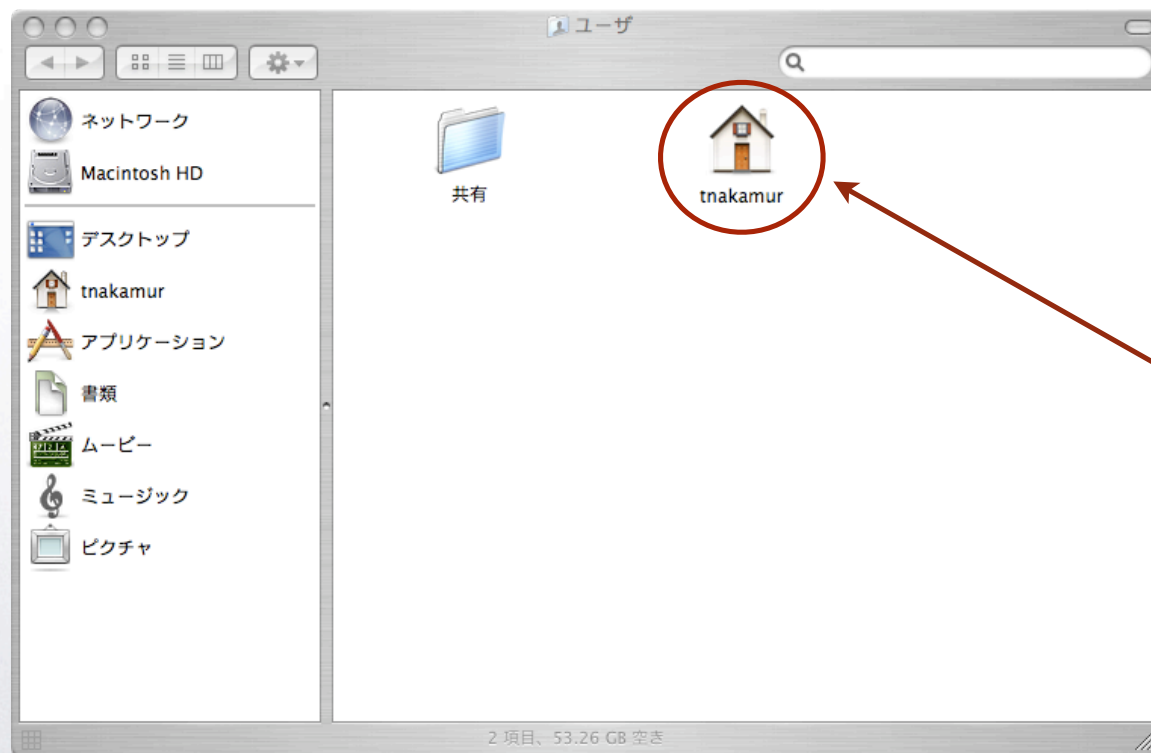 ユーザ
ネットワーク
Macintosh HD
デスクトップ
tnakamur
アプリケーション
書類
ムービー
ミュージック
ピクチャ
共有
tnakamur
2 項目、53.26 GB 空き